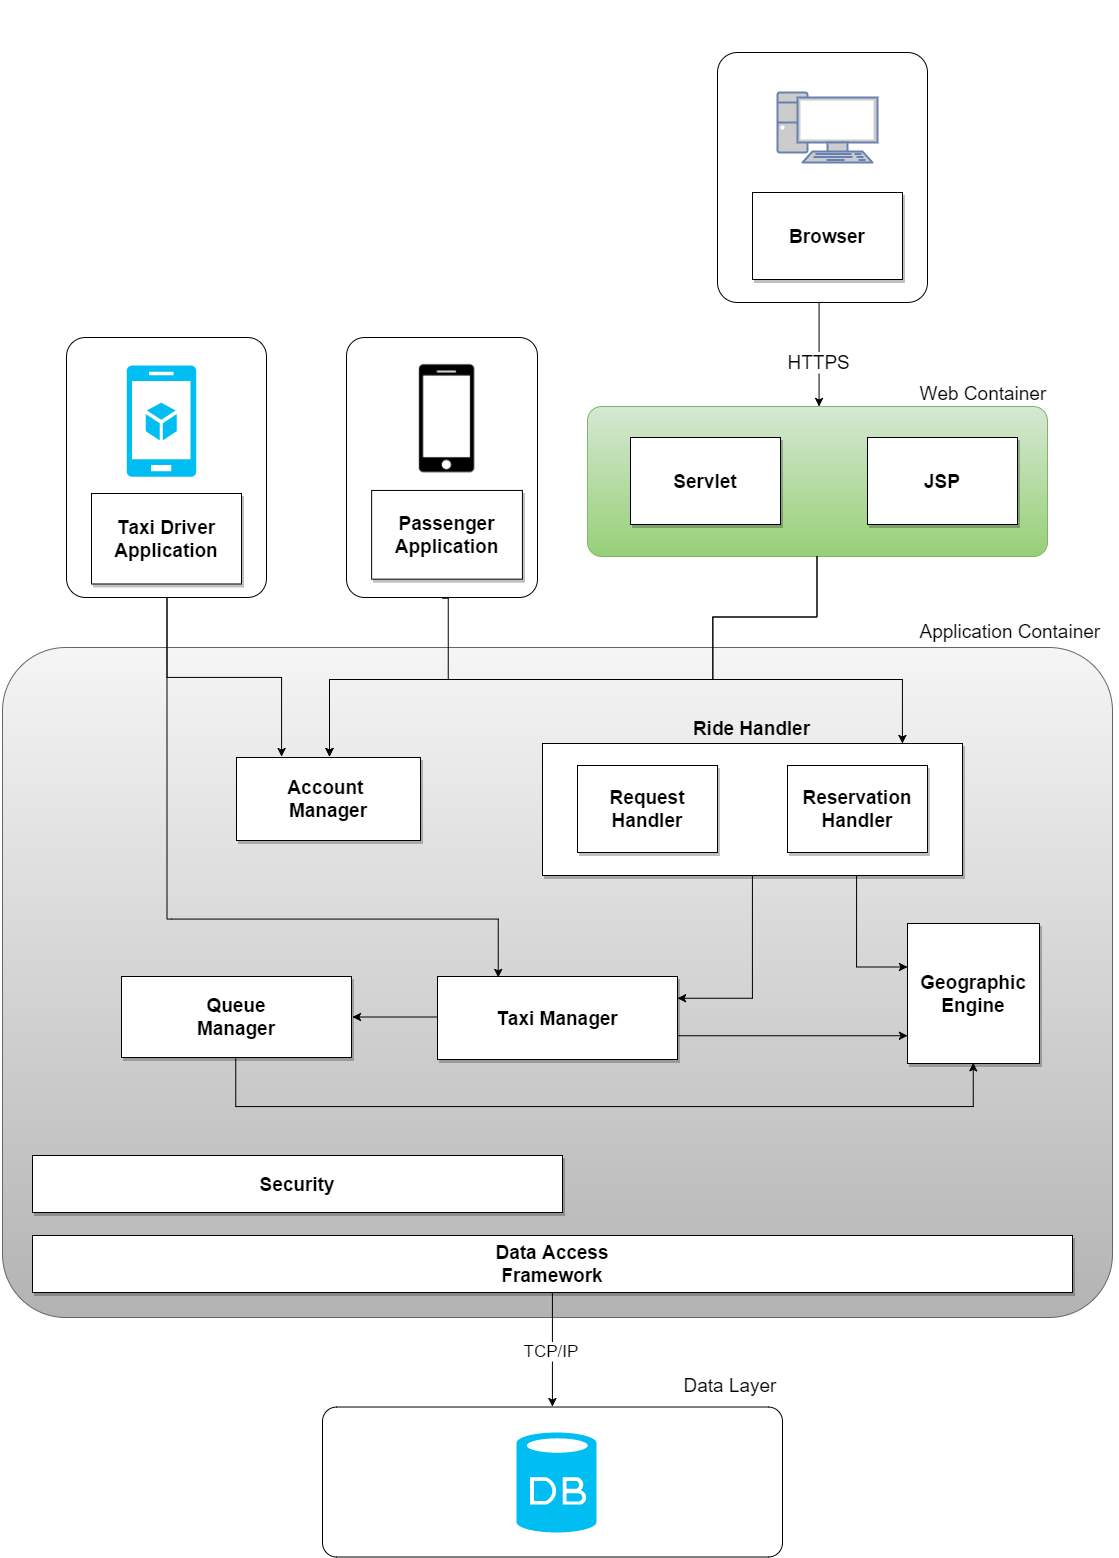 Browser
HTTPS
Web Container
Servlet
JSP
Taxi Driver
Application
Passenger
Application
Application Container
Ride Handler
Account
Manager
Request
Handler
Reservation
Handler
Geographic
Engine
Queue
Manager
Taxi Manager
Security
Data Access
Framework
TCP/IP
Data Layer
DB